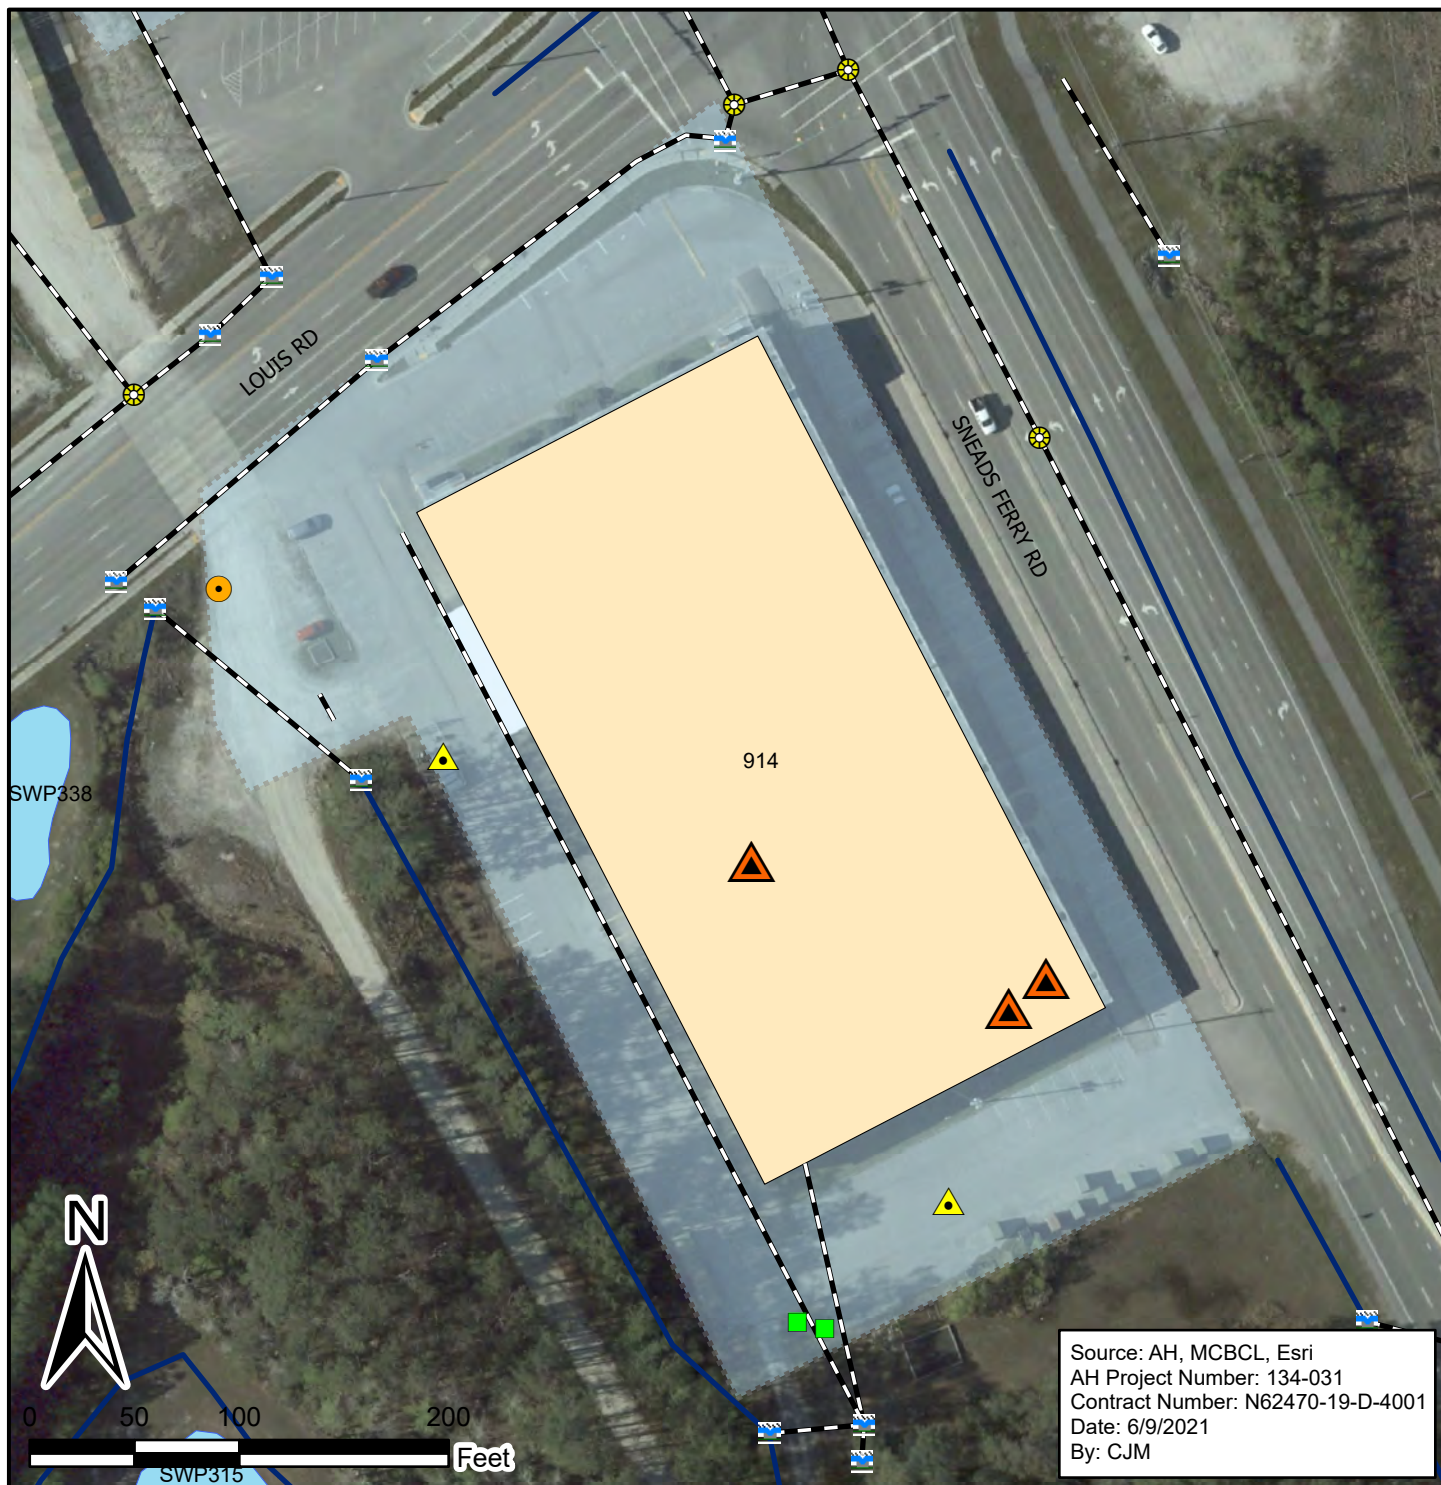 LOUIS RD
SNEADS FERRY RD
914
SWP338
N
0 50 100 200
Feet
SWP315
Source: AH, MCBCL, Esri
AH Project Number: 134-031
Contract Number: N62470-19-D-4001
Date: 6/9/2021
By: CJM